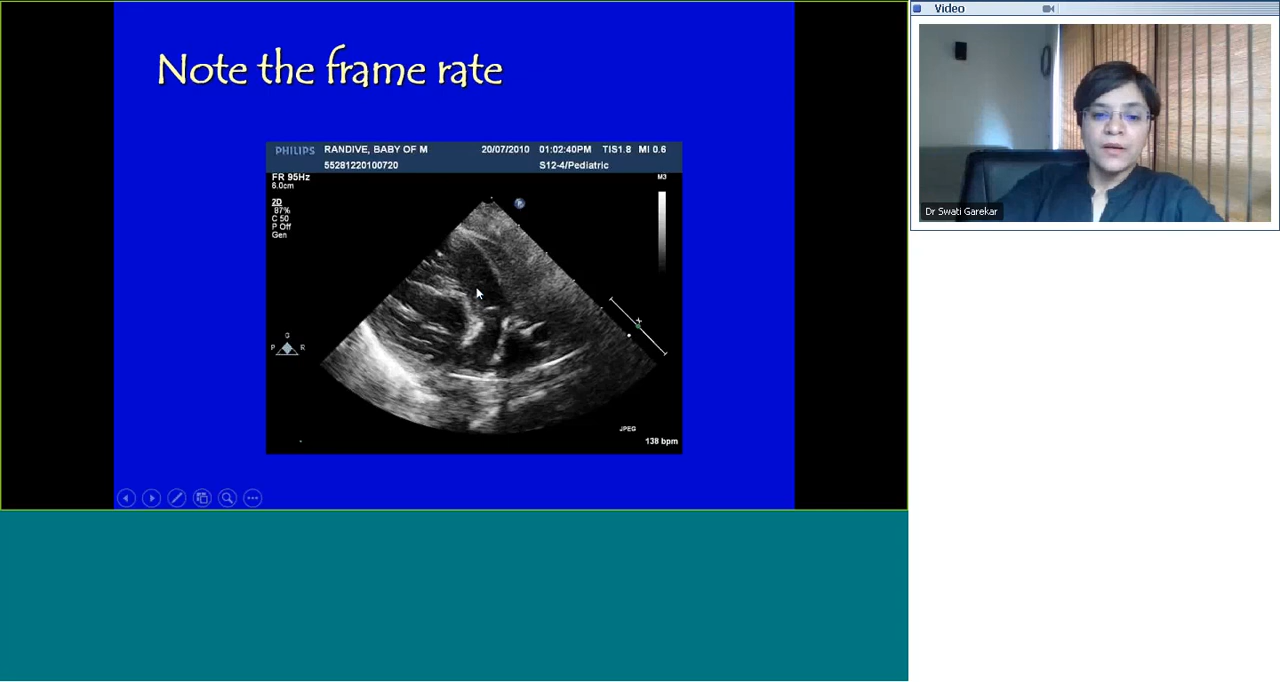 Video
Note the frame rate
PHILIPS RANDIVE, BABY OF M 20/07/2010 01:02:40PM TIS1.8 MI 0.6
55281220100720 S12-4/Pediatric
FR 95Hz
6.0cm
M3
P
2D
87%
C 50
P Off
Gen
Dr Swati Garekar
G
P R
JPEG
138 bpm